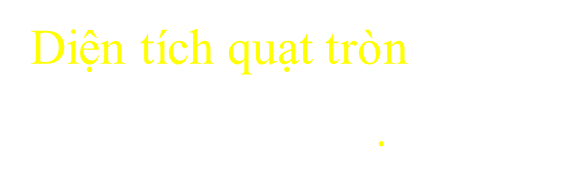 Diện tích quạt tròn
.